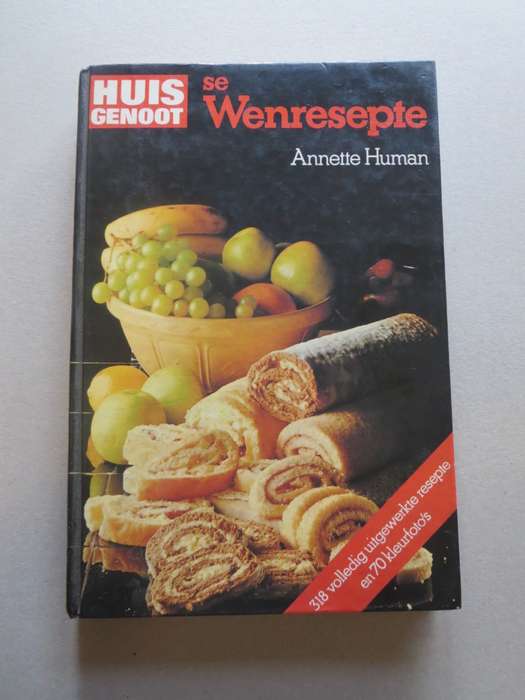 HUIS
GENOOT
se
Wenresepte
Annette Human
318 volledig uitgewerkte resepte
en 70 kleurfoto's